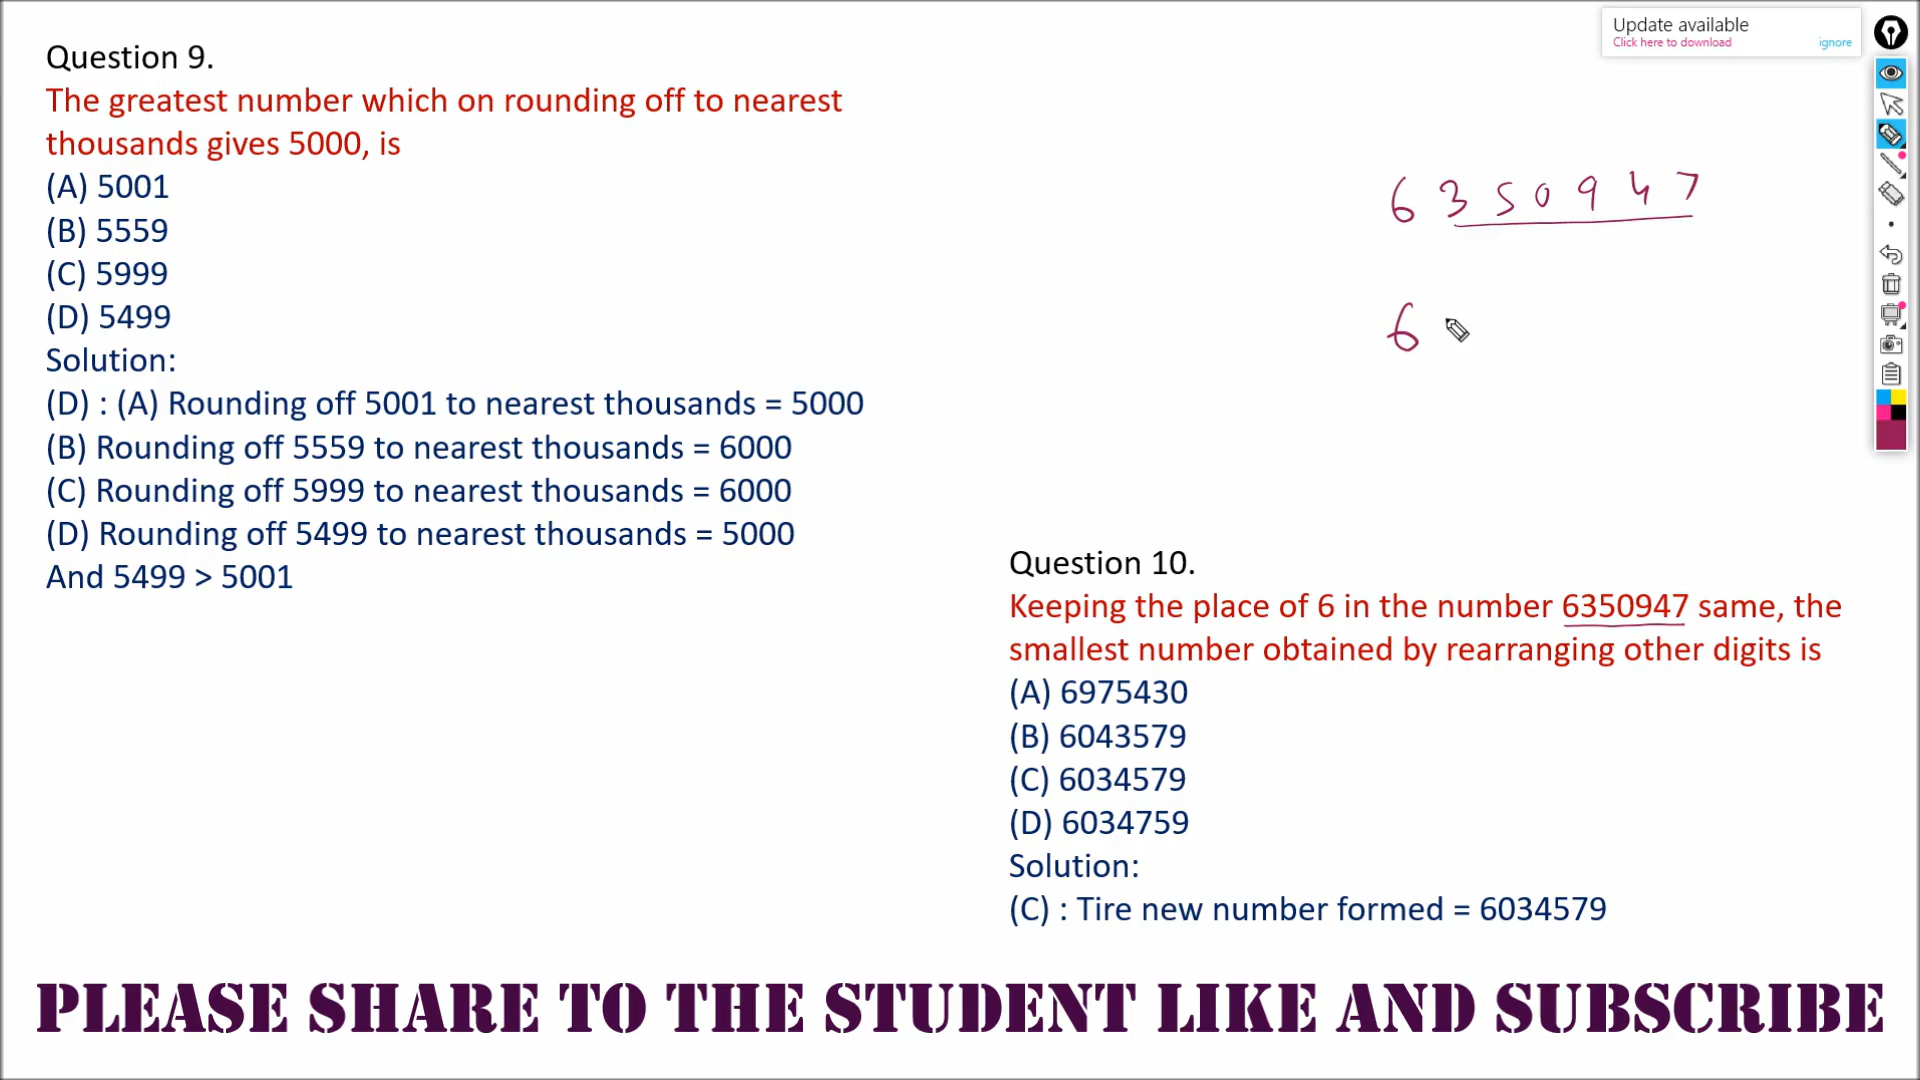 Question 9.
The greatest number which on rounding off to nearest
thousands gives 5000, is
(A) 5001
(B) 5559
(C) 5999
(D) 5499
Solution:
(D) : (A) Rounding off 5001 to nearest thousands = 5000
(B) Rounding off 5559 to nearest thousands = 6000
(C) Rounding off 5999 to nearest thousands = 6000
(D) Rounding off 5499 to nearest thousands = 5000
And 5499 > 5001
Update available
Click here to download ignore
6 3 5 0 9 4 7
6
Question 10.
Keeping the place of 6 in the number 6350947 same, the
smallest number obtained by rearranging other digits is
(A) 6975430
(B) 6043579
(C) 6034579
(D) 6034759
Solution:
(C) : Tire new number formed = 6034579
PLEASE SHARE TO THE STUDENT LIKE AND SUBSCRIBE